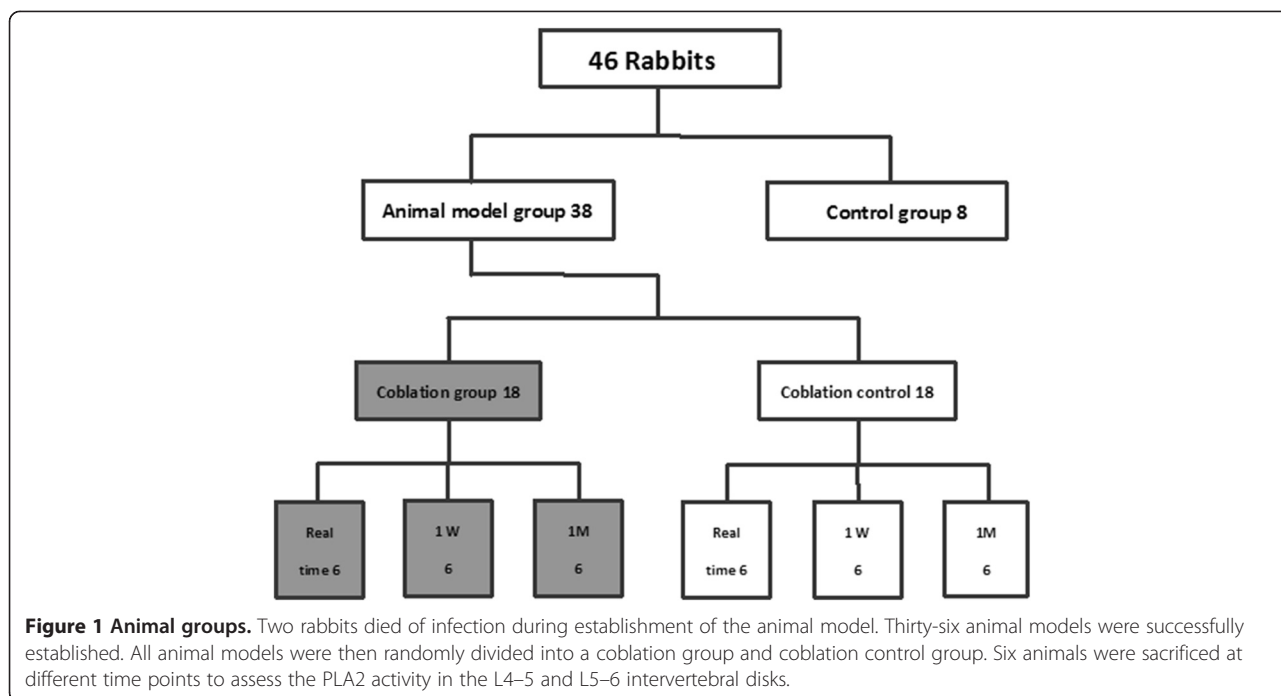 46 Rabbits
Animal model group 38
Control group 8
Coblation group 18
Coblation control 18
Real
time 6
1 W
6
1M
6
Real
time 6
1 W
6
1M
6
Figure 1 Animal groups. Two rabbits died of infection during establishment of the animal model. Thirty-six animal models were successfully
established. All animal models were then randomly divided into a coblation group and coblation control group. Six animals were sacrificed at
different time points to assess the PLA2 activity in the L4–5 and L5–6 intervertebral disks.